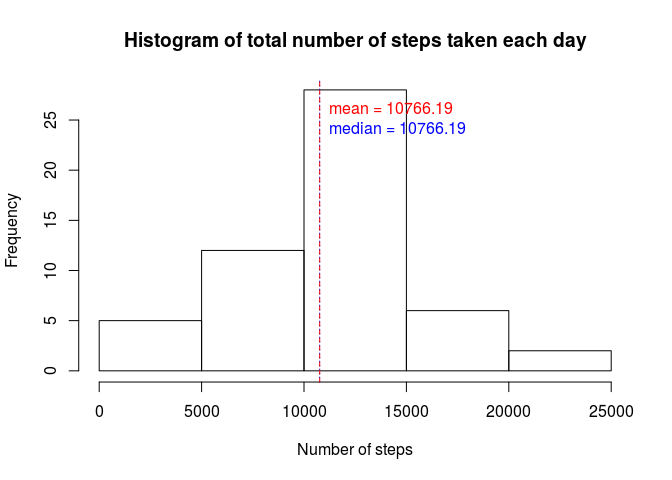 Histogram of total number of steps taken each day
mean = 10766.19
median = 10766.19
Frequency
25
20
15
10
5
0
0 5000 10000 15000 20000 25000
Number of steps